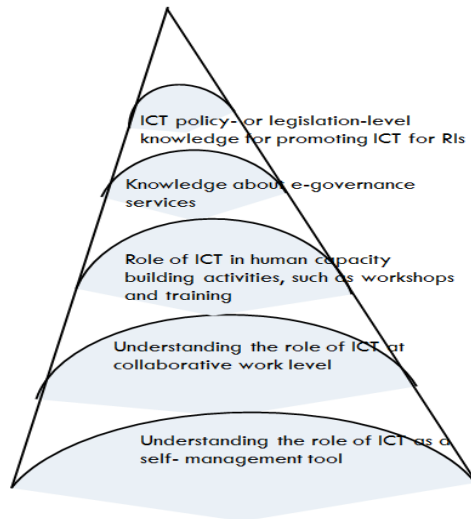 ICT policy- or legislation-level
knowledge for promoting ICT for RIs
Knowledge about e-governance
services
Role of ICT in human capacity
building activities, such as workshops
and training
Understanding the role of ICT at
collaborative work level
Understanding the role of ICT as a
self- management tool